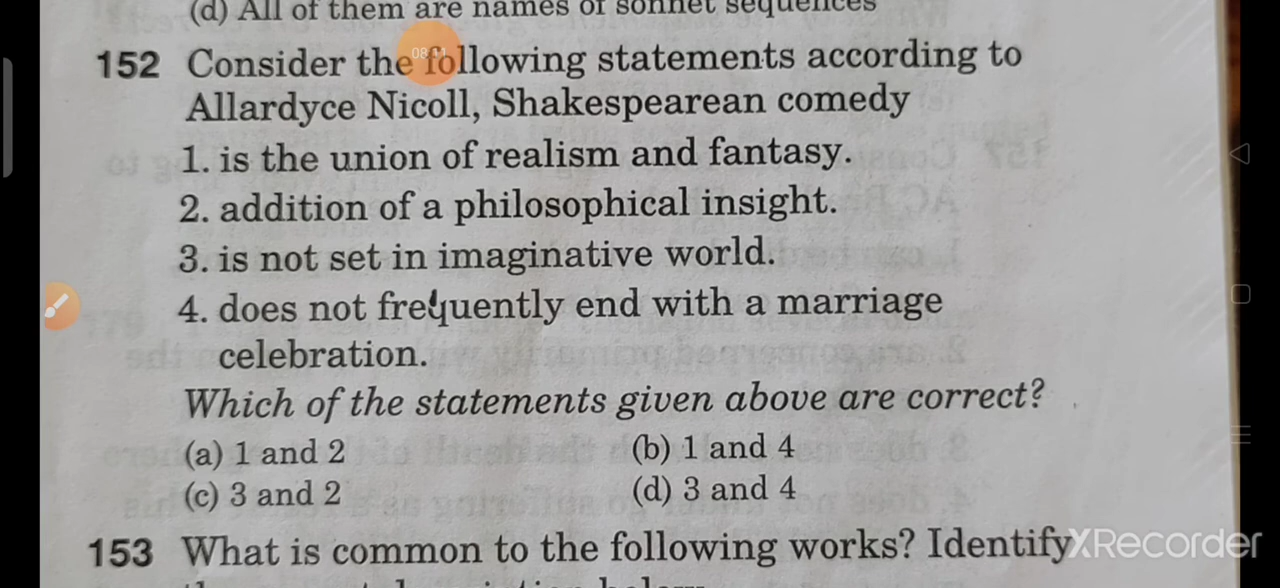 (d) All of them are names of sonnet sequences
152 Consider the following statements according to
Allardyce Nicoll, Shakespearean comedy
1. is the union of realism and fantasy.
2. addition of a philosophical insight.
3. is not set in imaginative world.
4. does not frequently end with a marriage
celebration.
Which of the statements given above are correct?
(a) 1 and 2 (b) 1 and 4
(c) 3 and 2 (d) 3 and 4
153 What is common to the following works? Identify
XRecorder